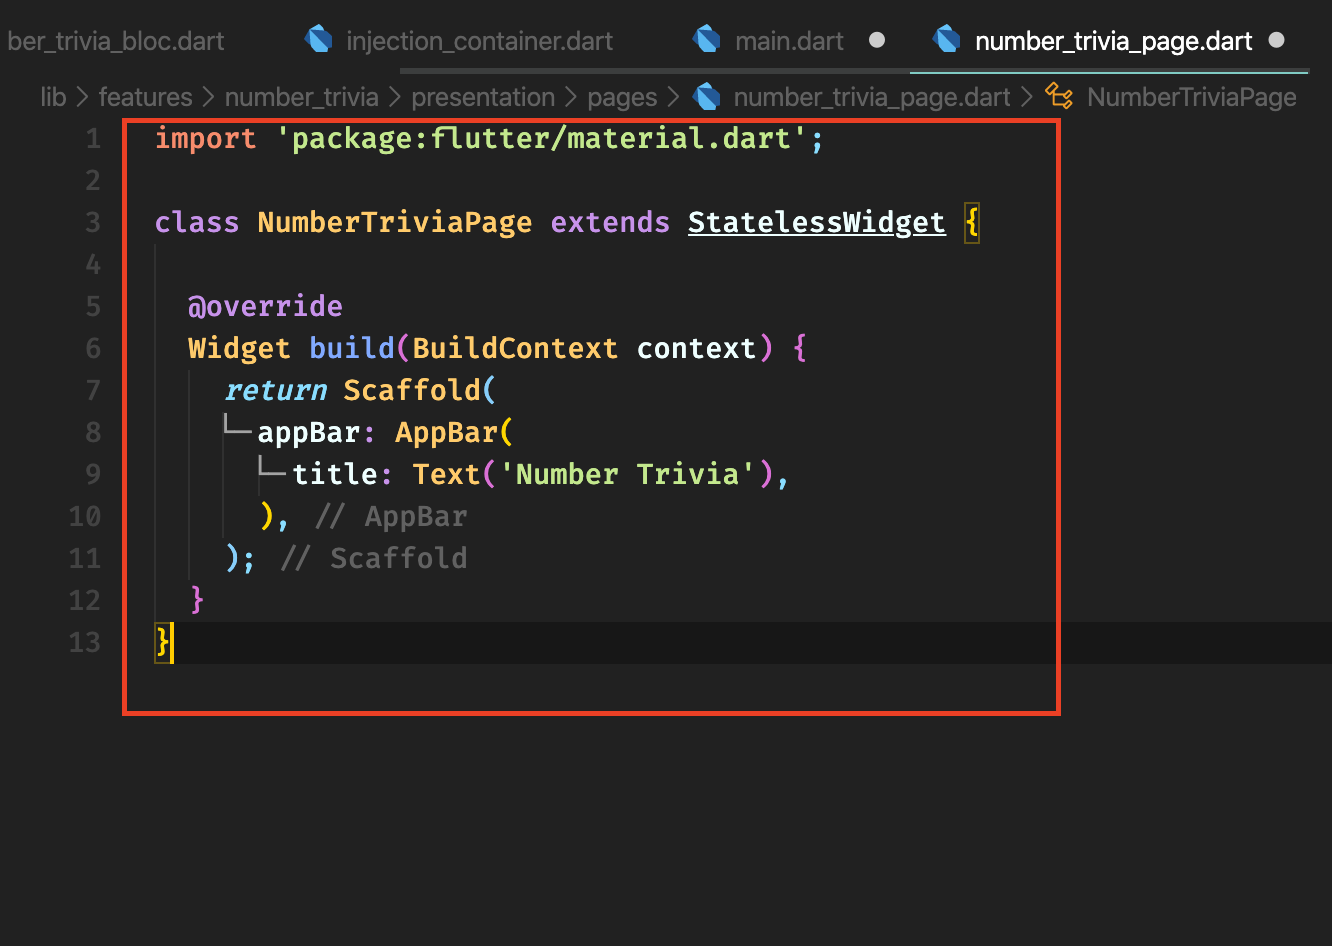 ber_trivia_bloc.dart injection_container.dart main.dart number_trivia_page.dart
lib > features > number_trivia > presentation > pages > number_trivia_page.dart > NumberTriviaPage
1 import 'package:flutter/material.dart';
2
3 class NumberTriviaPage extends StatelessWidget {
4
5 @override
6 Widget build(BuildContext context) {
7 return Scaffold(
8 appBar: AppBar(
9 title: Text('Number Trivia'),
10 ), // AppBar
11 ); // Scaffold
12 }
13 }